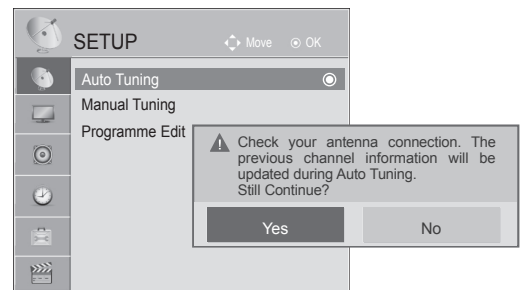 SETUP
Move
OK
Auto Tuning
Manual Tuning
Programme Edit
Check your antenna connection. The
previous channel information will be
updated during Auto Tuning.
Still Continue?
Yes
No